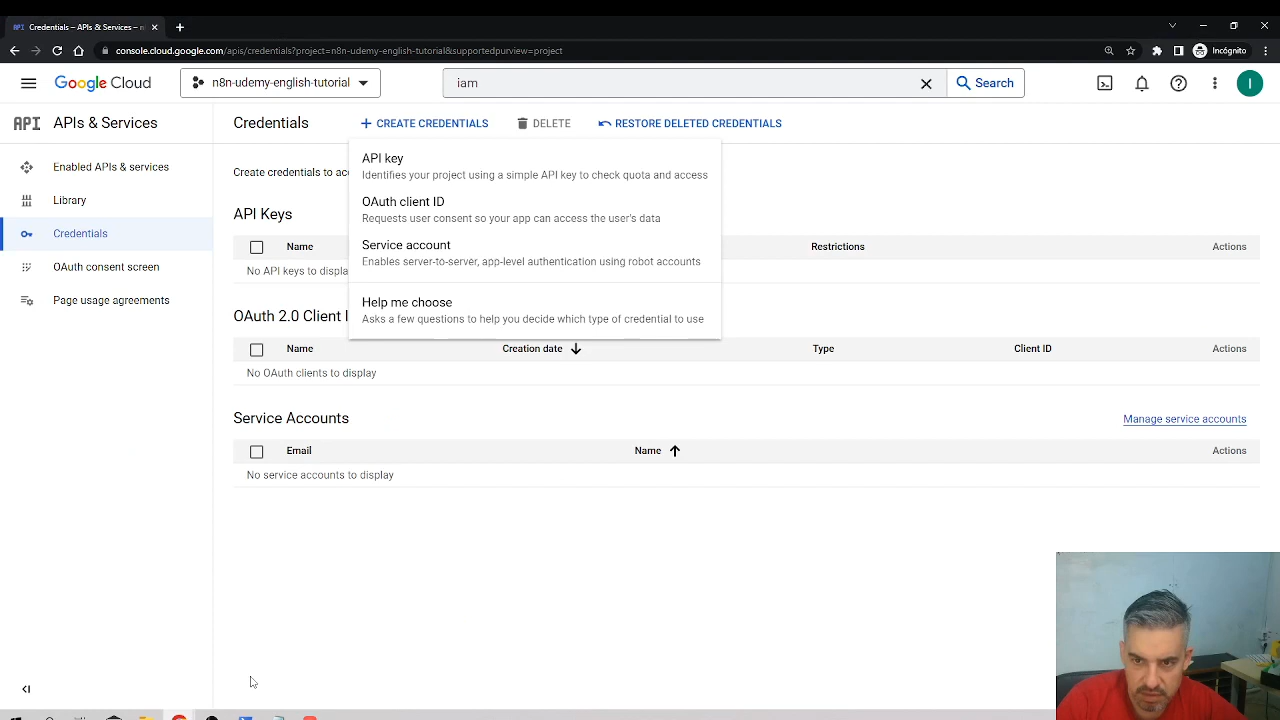 Credentials – APIs & Services – n
console.cloud.google.com/apis/credentials?project=n8n-udemy-english-tutorial&supportedpurview=project
Incógnito
Google Cloud
n8n-udemy-english-tutorial
iam
Search
I
API
APIs & Services
Credentials
+ CREATE CREDENTIALS
DELETE
RESTORE DELETED CREDENTIALS
Enabled APIs & services
Library
Credentials
OAuth consent screen
Page usage agreements
Create credentials to acc
API key
Identifies your project using a simple API key to check quota and access
OAuth client ID
Requests user consent so your app can access the user's data
Service account
Enables server-to-server, app-level authentication using robot accounts
Help me choose
Asks a few questions to help you decide which type of credential to use
API Keys
Name
Restrictions
Actions
No API keys to displa
OAuth 2.0 Client I
Name
Creation date
Type
Client ID
Actions
No OAuth clients to display
Service Accounts
Manage service accounts
Email
Name
Actions
No service accounts to display